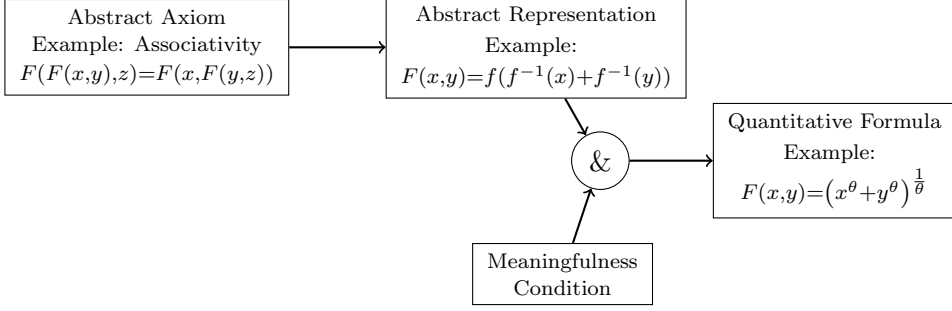 Abstract Axiom
Example: Associativity
F(F(x,y),z)=F(x,F(y,z))
Abstract Representation
Example:
F(x,y)=f(f⁻¹(x)+f⁻¹(y))
&
Quantitative Formula
Example:
F(x,y)=(x^θ+y^θ)^(1/θ)
Meaningfulness
Condition